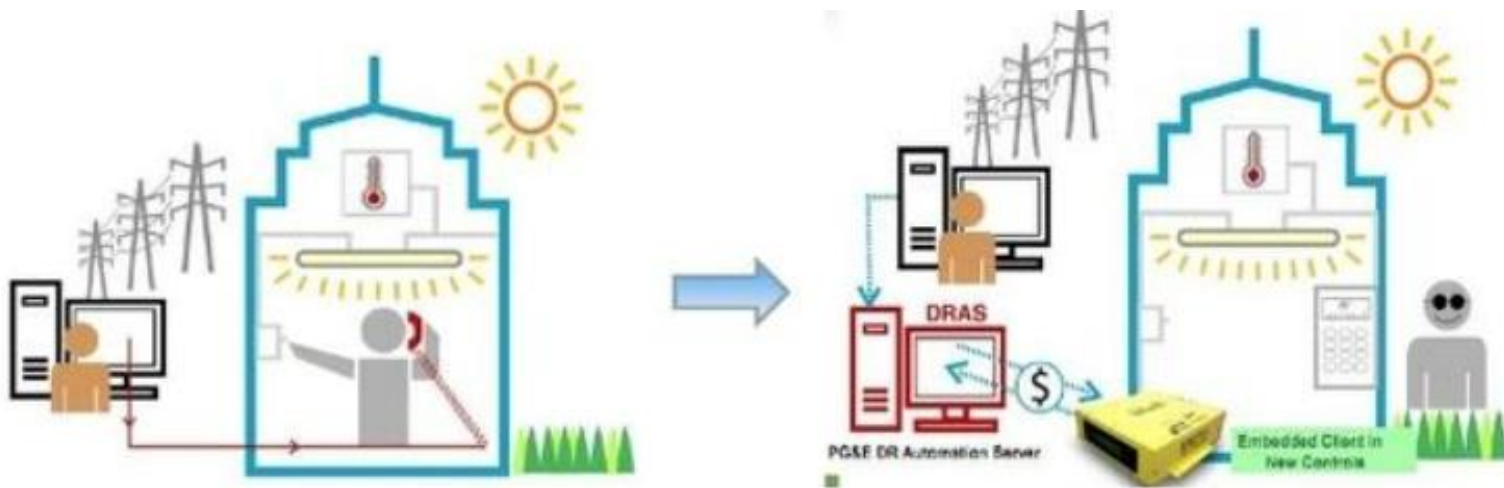 DRAS
$
PG&E DR Automation Server
Embedded Client in
New Controls